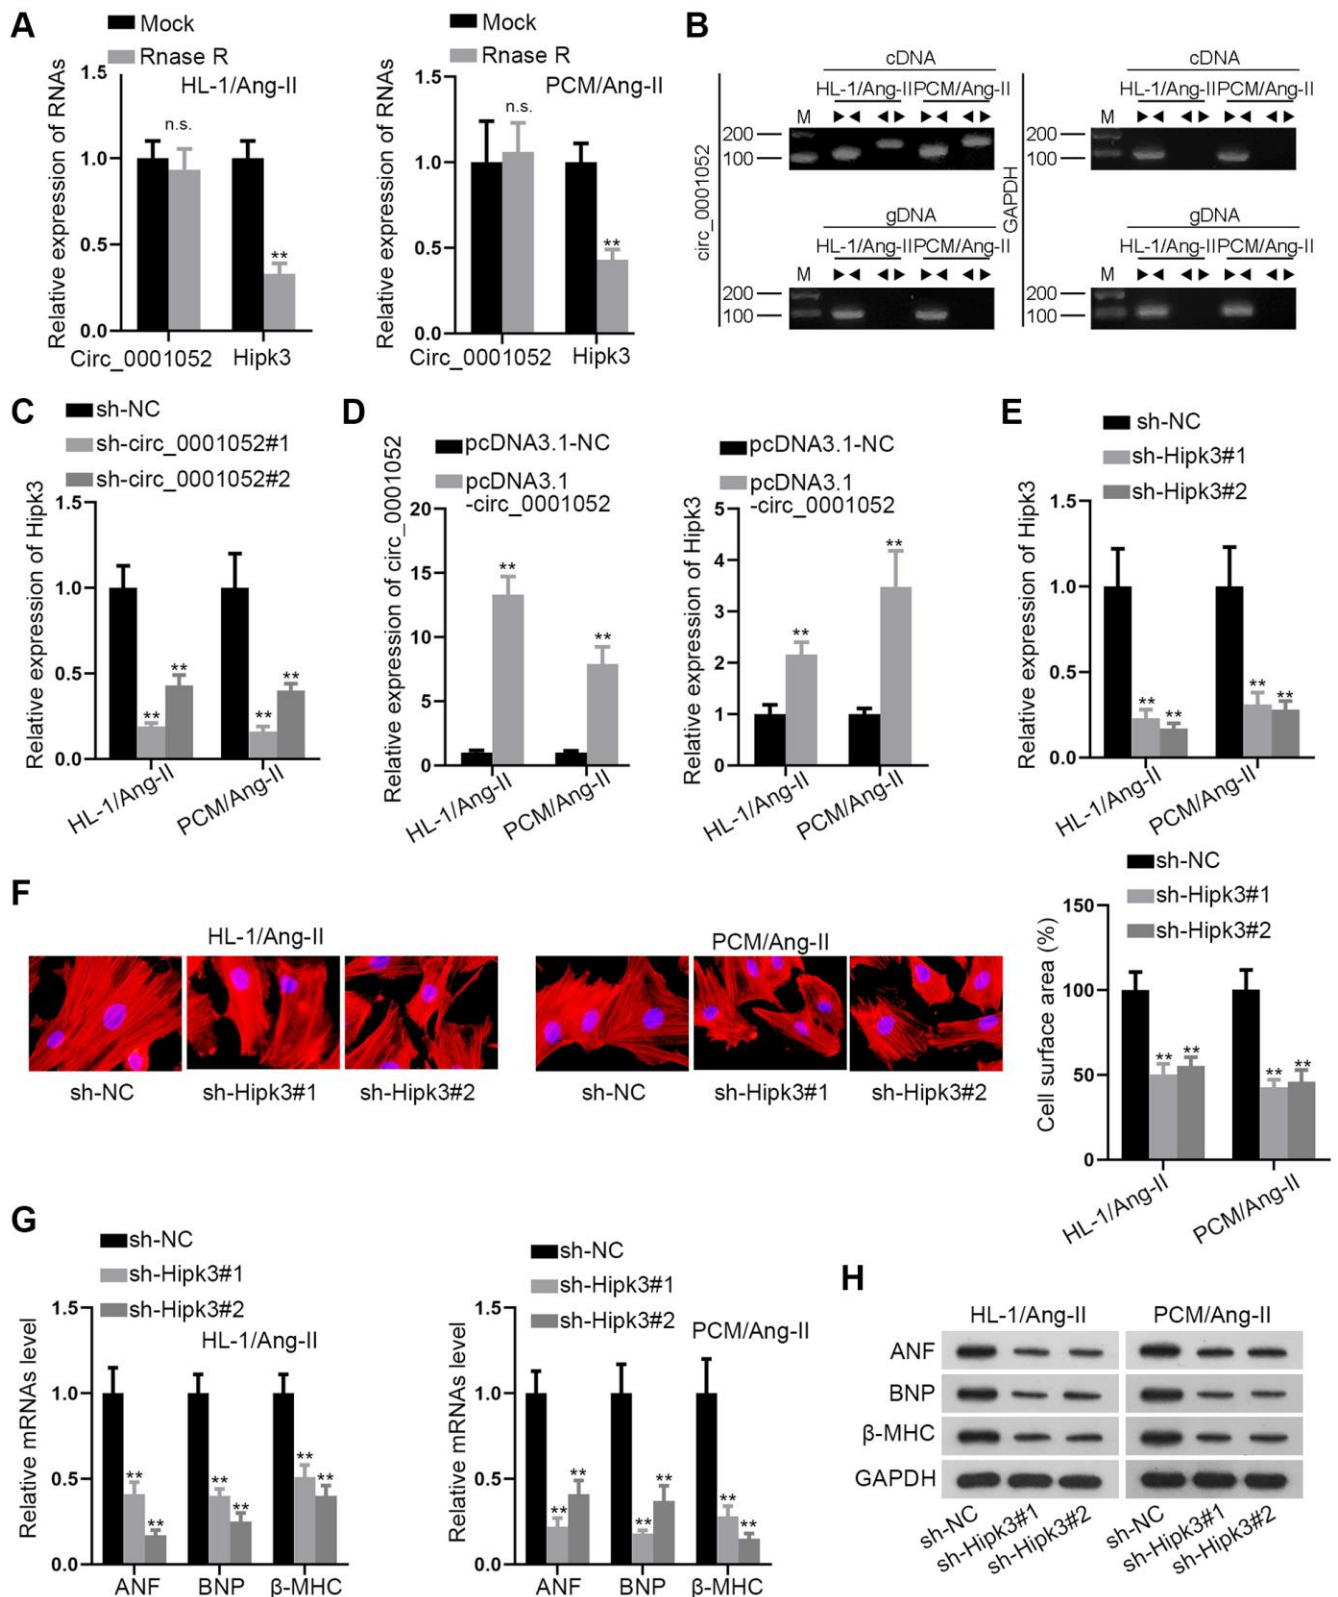 A
Mock
Rnase R
HL-1/Ang-II
Relative expression of RNAs
1.5
1.0
0.5
0.0
n.s.
**
Circ_0001052 Hipk3
Mock
Rnase R
PCM/Ang-II
Relative expression of RNAs
1.5
1.0
0.5
0.0
n.s.
**
Circ_0001052 Hipk3
B
circ_0001052
cDNA
HL-1/Ang-II PCM/Ang-II
M ►◄ ◄► ►◄ ◄►
200
100
gDNA
HL-1/Ang-II PCM/Ang-II
M ►◄ ◄► ►◄ ◄►
200
100
GAPDH
cDNA
HL-1/Ang-II PCM/Ang-II
M ►◄ ◄► ►◄ ◄►
200
100
gDNA
HL-1/Ang-II PCM/Ang-II
M ►◄ ◄► ►◄ ◄►
200
100
C
sh-NC
sh-circ_0001052#1
sh-circ_0001052#2
Relative expression of Hipk3
1.5
1.0
0.5
0.0
** ** ** **
HL-1/Ang-II PCM/Ang-II
D
pcDNA3.1-NC
pcDNA3.1
-circ_0001052
Relative expression of circ_0001052
20
15
10
5
0
** **
HL-1/Ang-II PCM/Ang-II
pcDNA3.1-NC
pcDNA3.1
-circ_0001052
Relative expression of Hipk3
5
4
3
2
1
0
** **
HL-1/Ang-II PCM/Ang-II
E
sh-NC
sh-Hipk3#1
sh-Hipk3#2
Relative expression of Hipk3
1.5
1.0
0.5
0.0
** ** ** **
HL-1/Ang-II PCM/Ang-II
F
HL-1/Ang-II
sh-NC sh-Hipk3#1 sh-Hipk3#2
PCM/Ang-II
sh-NC sh-Hipk3#1 sh-Hipk3#2
sh-NC
sh-Hipk3#1
sh-Hipk3#2
Cell surface area (%)
150
100
50
0
** ** ** **
HL-1/Ang-II PCM/Ang-II
G
sh-NC
sh-Hipk3#1
sh-Hipk3#2
HL-1/Ang-II
Relative mRNAs level
1.5
1.0
0.5
0.0
** ** ** ** ** **
ANF BNP β-MHC
sh-NC
sh-Hipk3#1
sh-Hipk3#2
PCM/Ang-II
Relative mRNAs level
1.5
1.0
0.5
0.0
** ** ** ** ** **
ANF BNP β-MHC
H
HL-1/Ang-II PCM/Ang-II
ANF
BNP
β-MHC
GAPDH
sh-NC sh-Hipk3#1 sh-Hipk3#2 sh-NC sh-Hipk3#1 sh-Hipk3#2